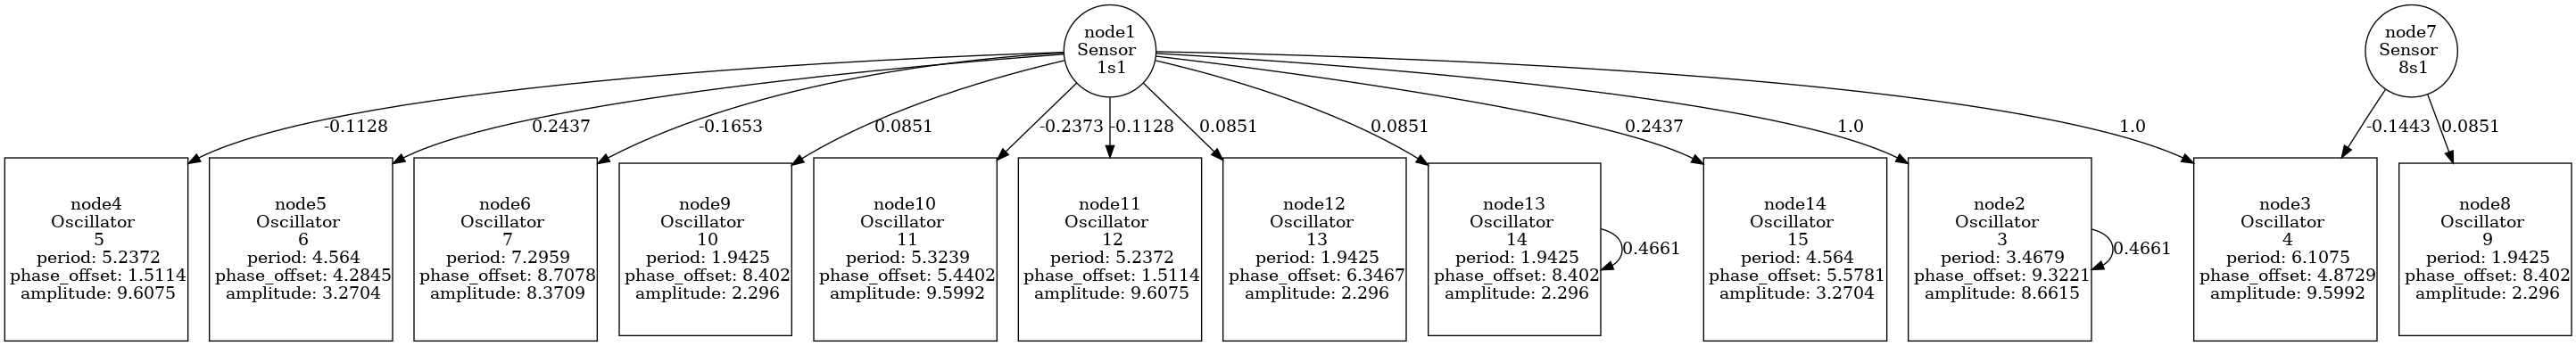 node1
Sensor
1s1
node7
Sensor
8s1
-0.1128
0.2437
-0.1653
0.0851
-0.2373
-0.1128
0.0851
0.0851
0.2437
1.0
1.0
-0.1443
0.0851
node4
Oscillator
5
period: 5.2372
phase_offset: 1.5114
amplitude: 9.6075
node5
Oscillator
6
period: 4.564
phase_offset: 4.2845
amplitude: 3.2704
node6
Oscillator
7
period: 7.2959
phase_offset: 8.7078
amplitude: 8.3709
node9
Oscillator
10
period: 1.9425
phase_offset: 8.402
amplitude: 2.296
node10
Oscillator
11
period: 5.3239
phase_offset: 5.4402
amplitude: 9.5992
node11
Oscillator
12
period: 5.2372
phase_offset: 1.5114
amplitude: 9.6075
node12
Oscillator
13
period: 1.9425
phase_offset: 6.3467
amplitude: 2.296
node13
Oscillator
14
period: 1.9425
phase_offset: 8.402
amplitude: 2.296
0.4661
node14
Oscillator
15
period: 4.564
phase_offset: 5.5781
amplitude: 3.2704
node2
Oscillator
3
period: 3.4679
phase_offset: 9.3221
amplitude: 8.6615
0.4661
node3
Oscillator
4
period: 6.1075
phase_offset: 4.8729
amplitude: 9.5992
node8
Oscillator
9
period: 1.9425
phase_offset: 8.402
amplitude: 2.296